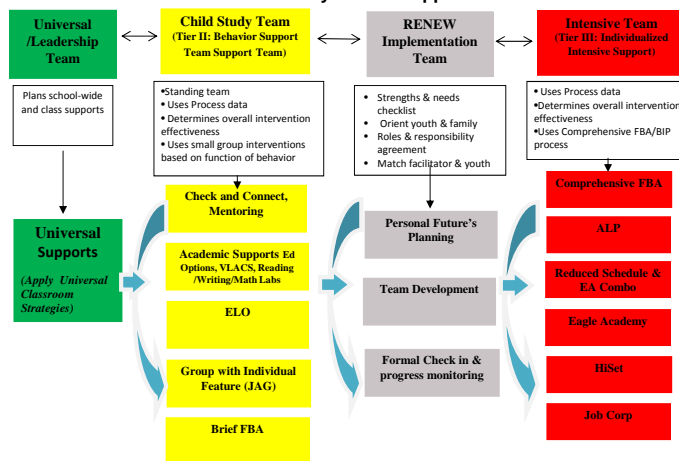 Universal
/Leadership
Team
Child Study Team
(Tier II: Behavior Support
Team Support Team)
RENEW
Implementation
Team
Intensive Team
(Tier III: Individualized
Intensive Support)
Plans school-wide
and class supports
•Standing team
• Uses Process data
• Determines overall intervention
effectiveness
• Uses small group interventions
based on function of behavior
• Strengths & needs
checklist
• Orient youth & family
• Roles & responsibility
agreement
• Match facilitator & youth
• Uses Process data
•Determines overall intervention
effectiveness
•Uses Comprehensive FBA/BIP
process
Universal
Supports
(Apply Universal
Classroom
Strategies)
Check and Connect,
Mentoring
Academic Supports Ed
Options, VLACS, Reading
/Writing/Math Labs
ELO
Group with Individual
Feature (JAG)
Brief FBA
Personal Future's
Planning
Team Development
Formal Check in &
progress monitoring
Comprehensive FBA
ALP
Reduced Schedule &
EA Combo
Eagle Academy
HiSet
Job Corp